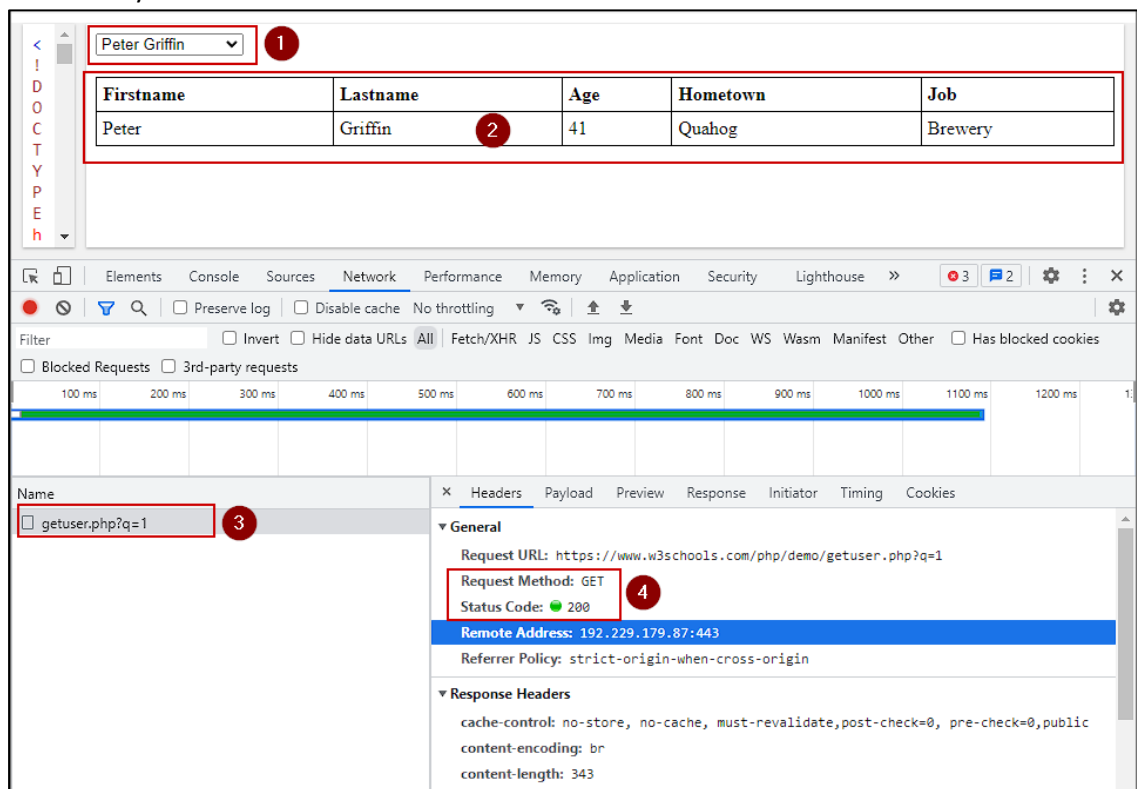 Peter Griffin
1
<
!
D
O
C
T
Y
P
E
h
Firstname Lastname Age Hometown Job
Peter Griffin 41 Quahog Brewery
2
Elements Console Sources Network Performance Memory Application Security Lighthouse » 3 2
Preserve log Disable cache No throttling
Filter Invert Hide data URLs All Fetch/XHR JS CSS Img Media Font Doc WS Wasm Manifest Other Has blocked cookies
Blocked Requests 3rd-party requests
100 ms 200 ms 300 ms 400 ms 500 ms 600 ms 700 ms 800 ms 900 ms 1000 ms 1100 ms 1200 ms
Name
getuser.php?q=1
3
× Headers Payload Preview Response Initiator Timing Cookies
General
Request URL: https://www.w3schools.com/php/demo/getuser.php?q=1
Request Method: GET
Status Code: 200
4
Remote Address: 192.229.179.87:443
Referrer Policy: strict-origin-when-cross-origin
Response Headers
cache-control: no-store, no-cache, must-revalidate,post-check=0, pre-check=0,public
content-encoding: br
content-length: 343